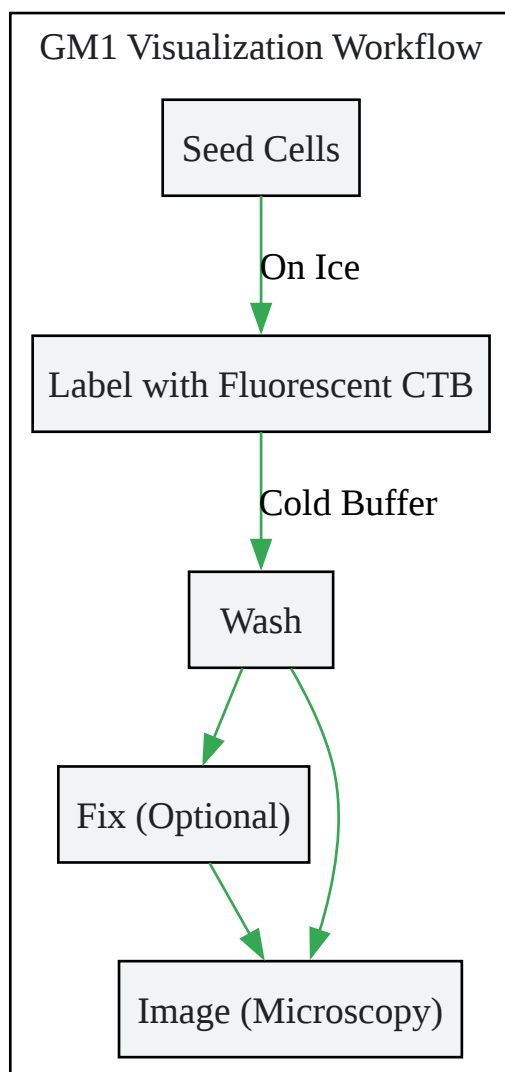 GM1 Visualization Workflow
Seed Cells
On Ice
Label with Fluorescent CTB
Cold Buffer
Wash
Fix (Optional)
Image (Microscopy)